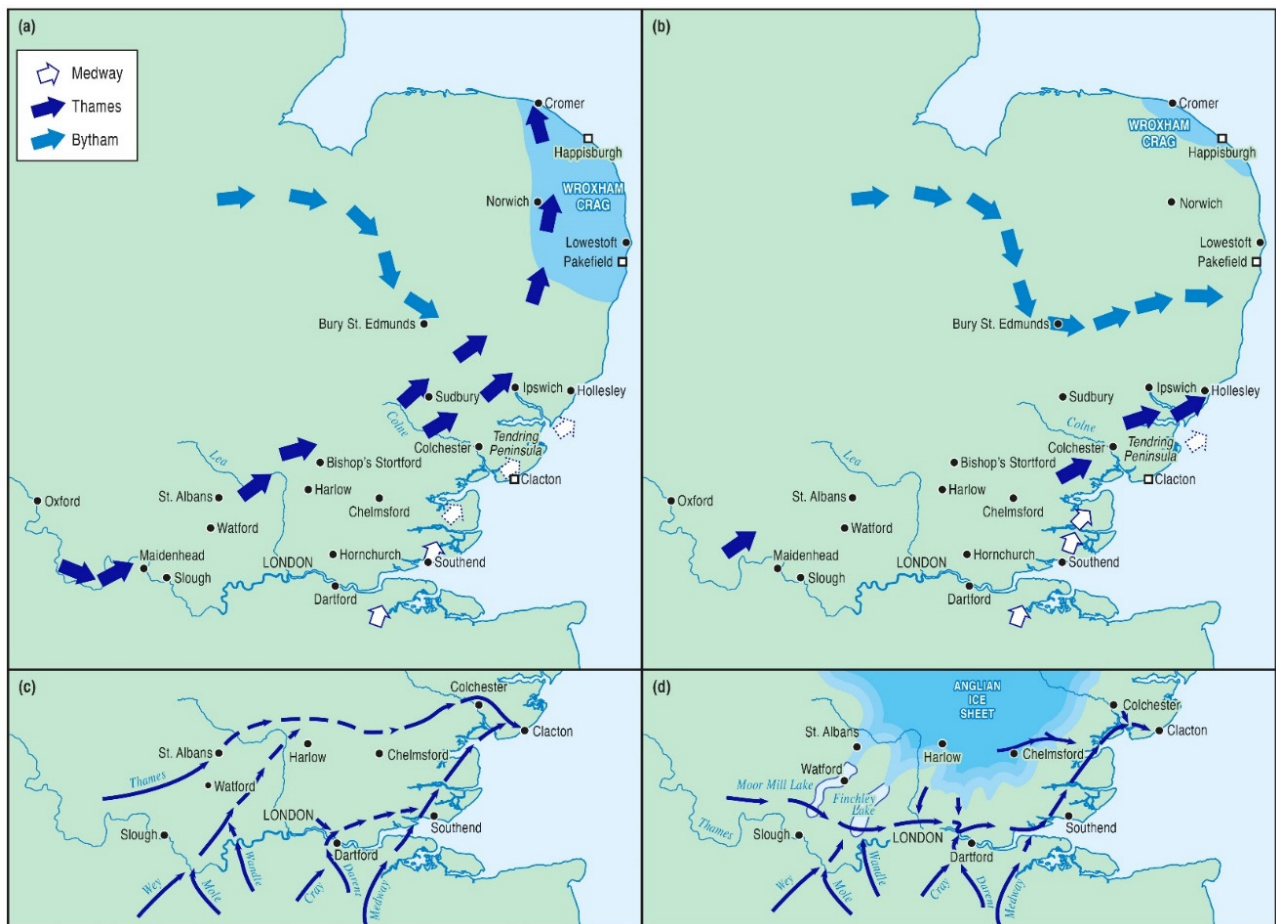 (a)
Medway
Thames
Bytham
Cromer
Happisburgh
WROXHAM
CRAG
Norwich
Lowestoft
Pakefield
Bury St. Edmunds
Ipswich
Hollesley
Sudbury
Colne
Colchester
Tendring
Peninsula
Clacton
Lea
Bishop's Stortford
Harlow
Chelmsford
Oxford
St. Albans
Watford
Maidenhead
Slough
LONDON
Hornchurch
Southend
Dartford
(b)
Cromer
WROXHAM
CRAG
Happisburgh
Norwich
Lowestoft
Pakefield
Bury St. Edmunds
Ipswich
Hollesley
Sudbury
Colne
Colchester
Tendring
Peninsula
Clacton
Lea
Bishop's Stortford
Harlow
Chelmsford
Oxford
St. Albans
Watford
Maidenhead
Slough
LONDON
Hornchurch
Southend
Dartford
(c)
Colchester
Clacton
St. Albans
Harlow
Chelmsford
Thames
Watford
LONDON
Slough
Southend
Dartford
Wey
Mole
Wandle
Cray
Darent
Medway
(d)
ANGLIAN
ICE
SHEET
Colchester
Clacton
St. Albans
Harlow
Chelmsford
Watford
Moor Mill Lake
Finchley
Lake
Thames
Slough
LONDON
Southend
Dartford
Wey
Mole
Wandle
Cray
Darent
Medway